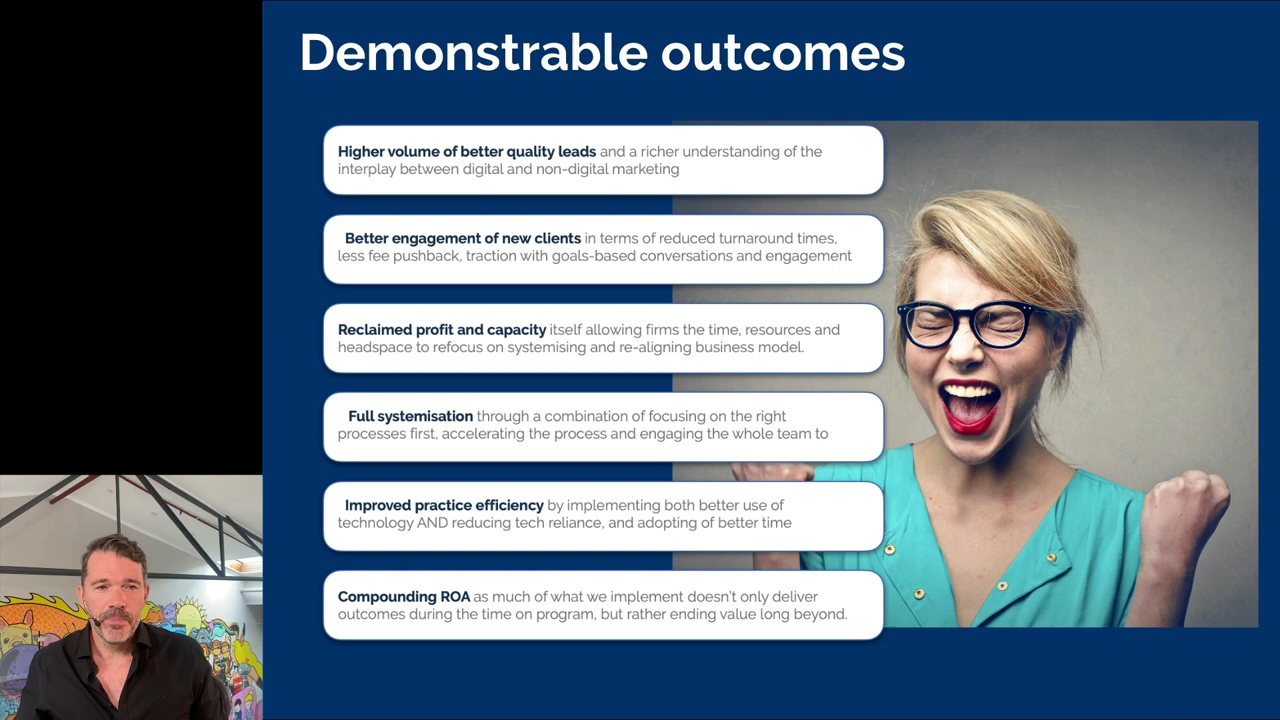 Demonstrable outcomes
Higher volume of better quality leads and a richer understanding of the
interplay between digital and non-digital marketing
Better engagement of new clients in terms of reduced turnaround times,
less fee pushback, traction with goals-based conversations and engagement
Reclaimed profit and capacity itself allowing firms the time, resources and
headspace to refocus on systemising and re-aligning business model.
Full systemisation through a combination of focusing on the right
processes first, accelerating the process and engaging the whole team to
Improved practice efficiency by implementing both better use of
technology AND reducing tech reliance, and adopting of better time
Compounding ROA as much of what we implement doesn't only deliver
outcomes during the time on program, but rather ending value long beyond.